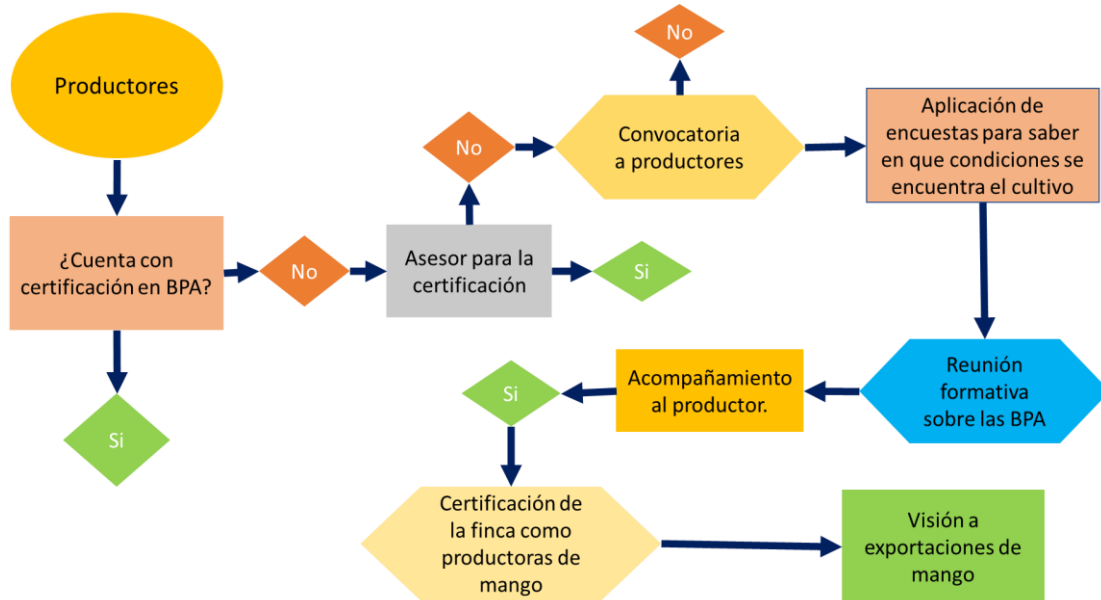 Productores
¿Cuenta con
certificación en BPA?
Si
No
Asesor para la
certificación
Si
No
Convocatoria
a productores
No
Aplicación de
encuestas para saber
en que condiciones se
encuentra el cultivo
Reunión
formativa
sobre las BPA
Acompañamiento
al productor.
Si
Certificación de
la finca como
productoras de
mango
Visión a
exportaciones de
mango